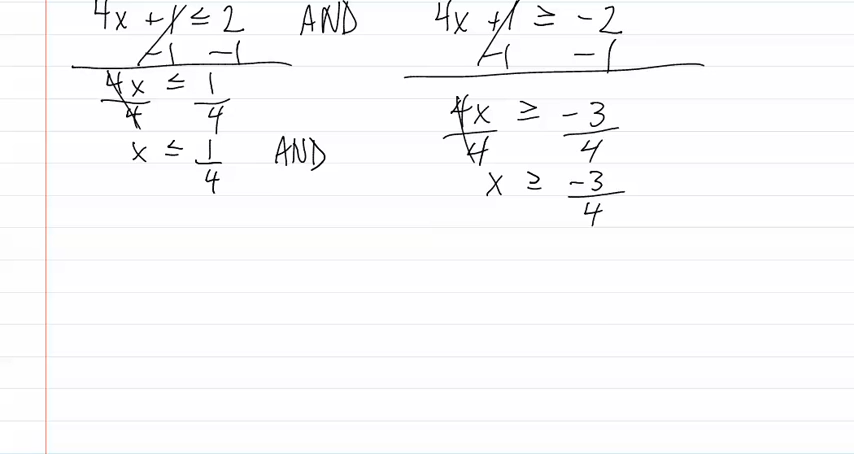 4x + 1 ≤ 2 AND 4x + 1 ≥ -2
-1 -1 -1 -1
4x/4 ≤ 1/4 4x/4 ≥ -3/4
x ≤ 1/4 AND x ≥ -3/4